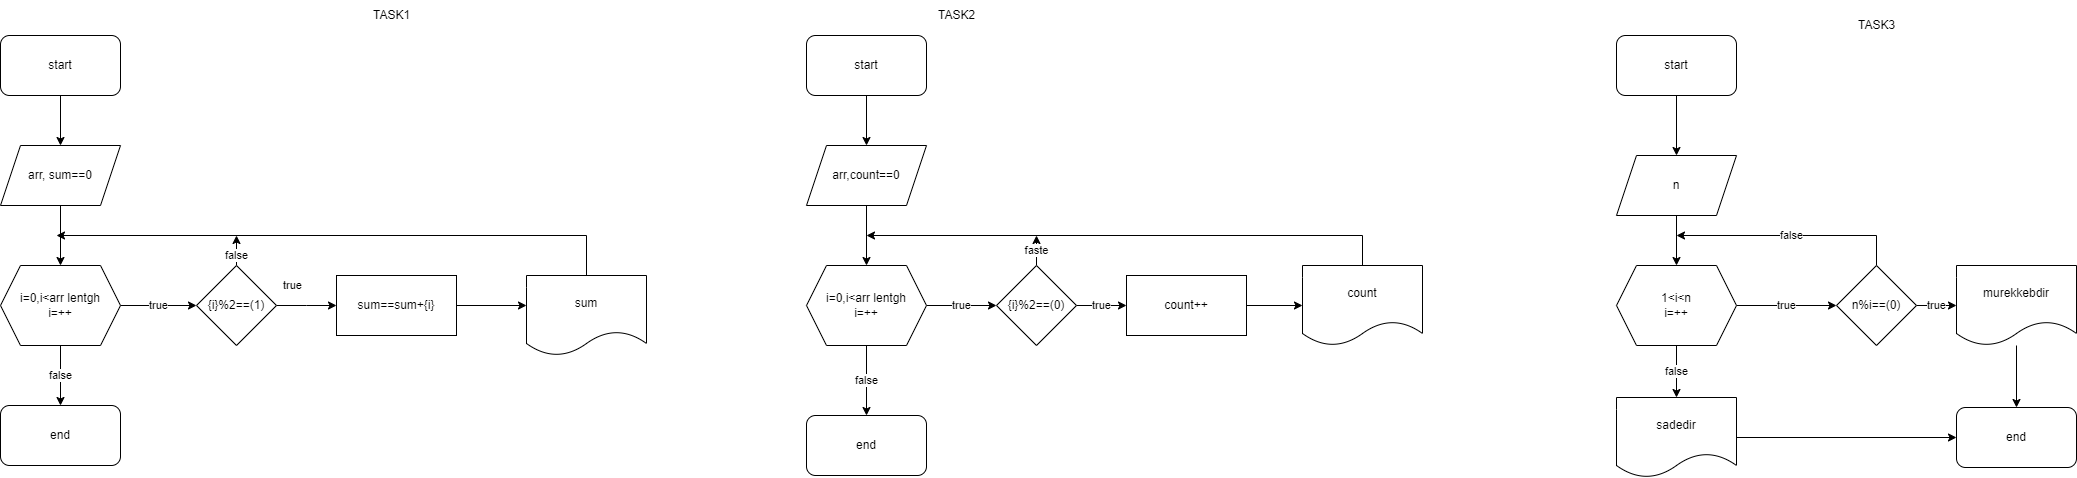 TASK1
start
arr, sum==0
i=0,i<arr lentgh
i=++
true
{i}%2==(1)
false
true
sum==sum+{i}
sum
false
end
TASK2
start
arr,count==0
i=0,i<arr lentgh
i=++
true
{i}%2==(0)
faste
true
count++
count
false
end
TASK3
start
n
1<i<n
i=++
true
n%i==(0)
false
true
murekkebdir
false
sadedir
end